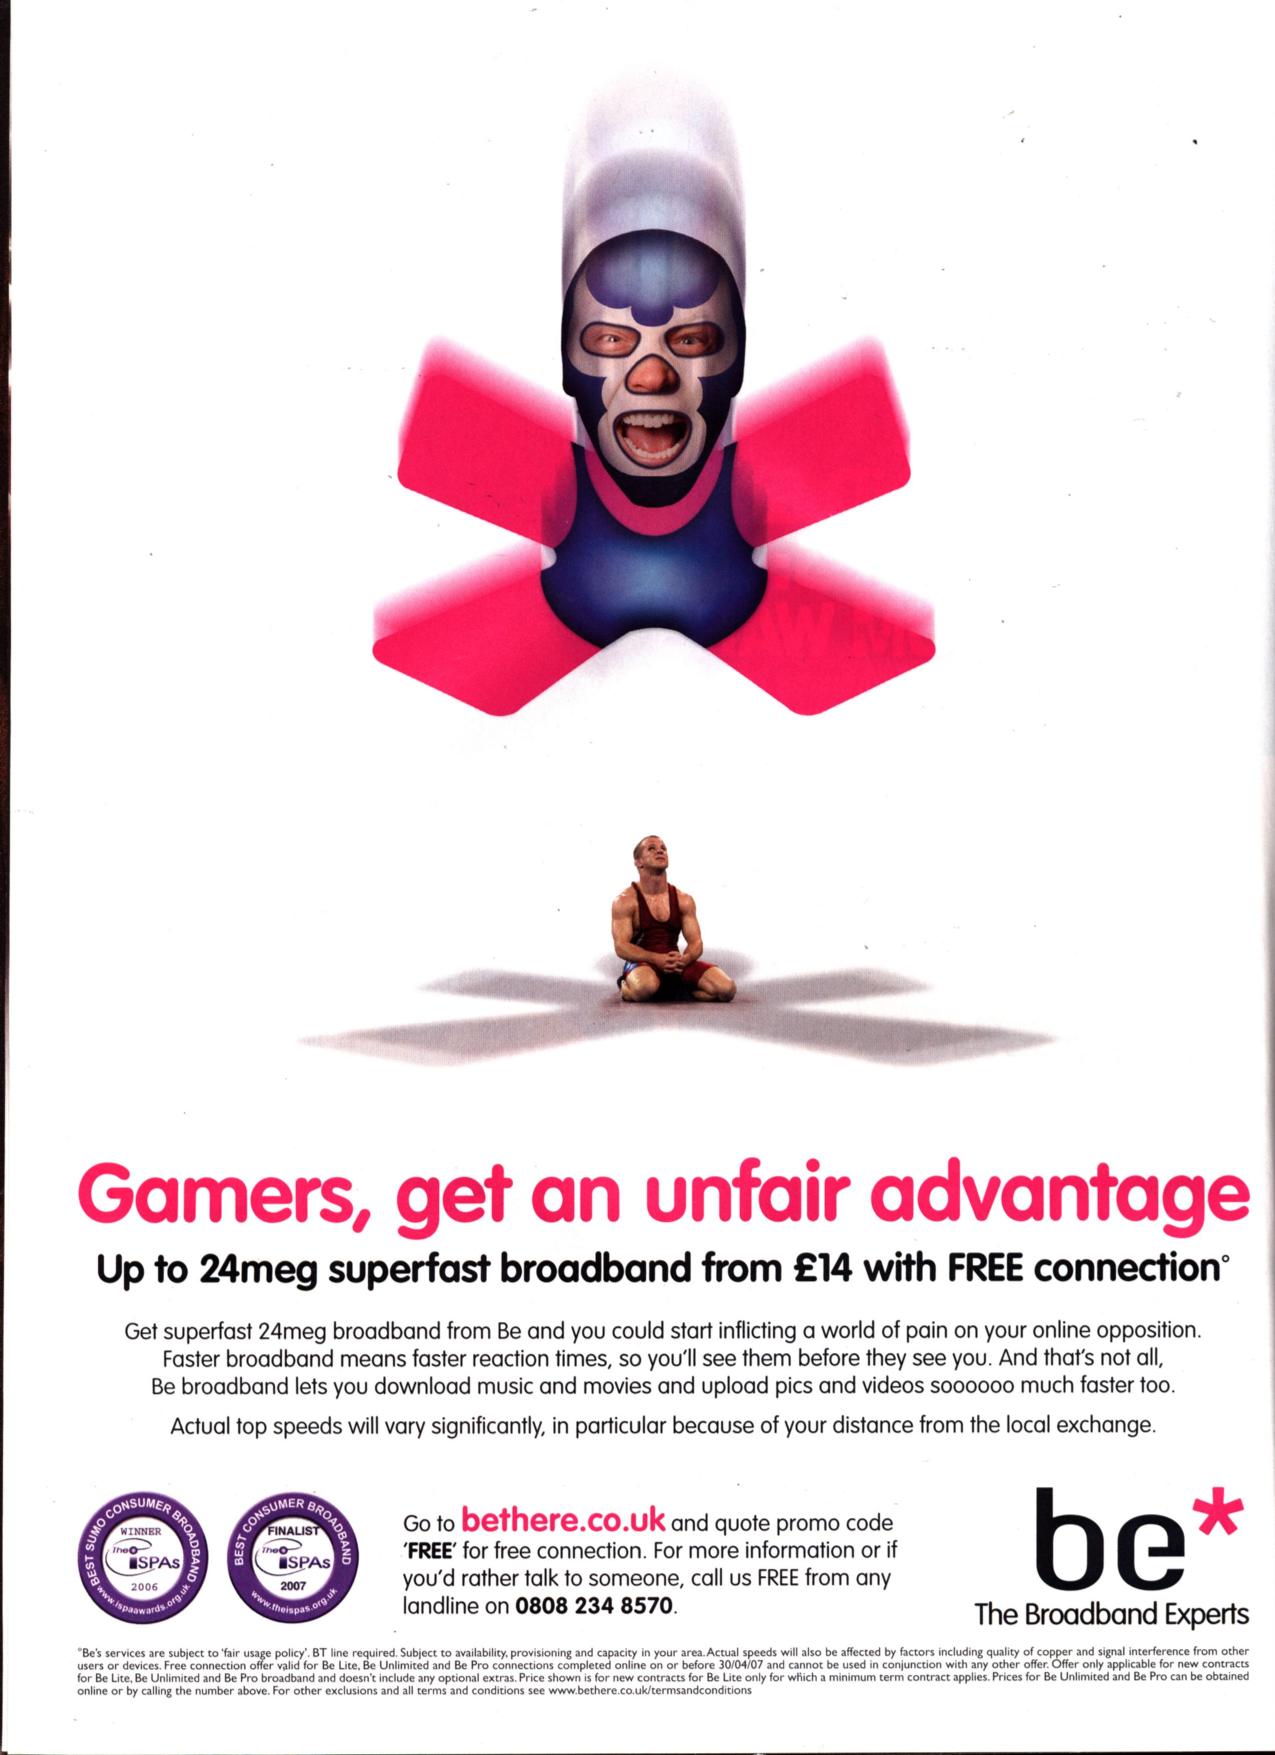 Gamers, get an unfair advantage
Up to 24meg superfast broadband from £14 with FREE connection°
Get superfast 24meg broadband from Be and you could start inflicting a world of pain on your online opposition.
Faster broadband means faster reaction times, so you'll see them before they see you. And that's not all,
Be broadband lets you download music and movies and upload pics and videos soooooo much faster too.
Actual top speeds will vary significantly, in particular because of your distance from the local exchange.
BEST SUMO CONSUMER BROADBAND
WINNER
The
ISPAs
2006
www.ispaawards.org.uk
BEST CONSUMER BROADBAND
FINALIST
The
ISPAs
2007
www.theispas.org.uk
Go to bethere.co.uk and quote promo code
'FREE' for free connection. For more information or if
you'd rather talk to someone, call us FREE from any
landline on 0808 234 8570.
be*
The Broadband Experts
°Be's services are subject to 'fair usage policy'. BT line required. Subject to availability, provisioning and capacity in your area. Actual speeds will also be affected by factors including quality of copper and signal interference from other
users or devices. Free connection offer valid for Be Lite, Be Unlimited and Be Pro connections completed online on or before 30/04/07 and cannot be used in conjunction with any other offer. Offer only applicable for new contracts
for Be Lite, Be Unlimited and Be Pro broadband and doesn't include any optional extras. Price shown is for new contracts for Be Lite only for which a minimum term contract applies. Prices for Be Unlimited and Be Pro can be obtained
online or by calling the number above. For other exclusions and all terms and conditions see www.bethere.co.uk/termsandconditions